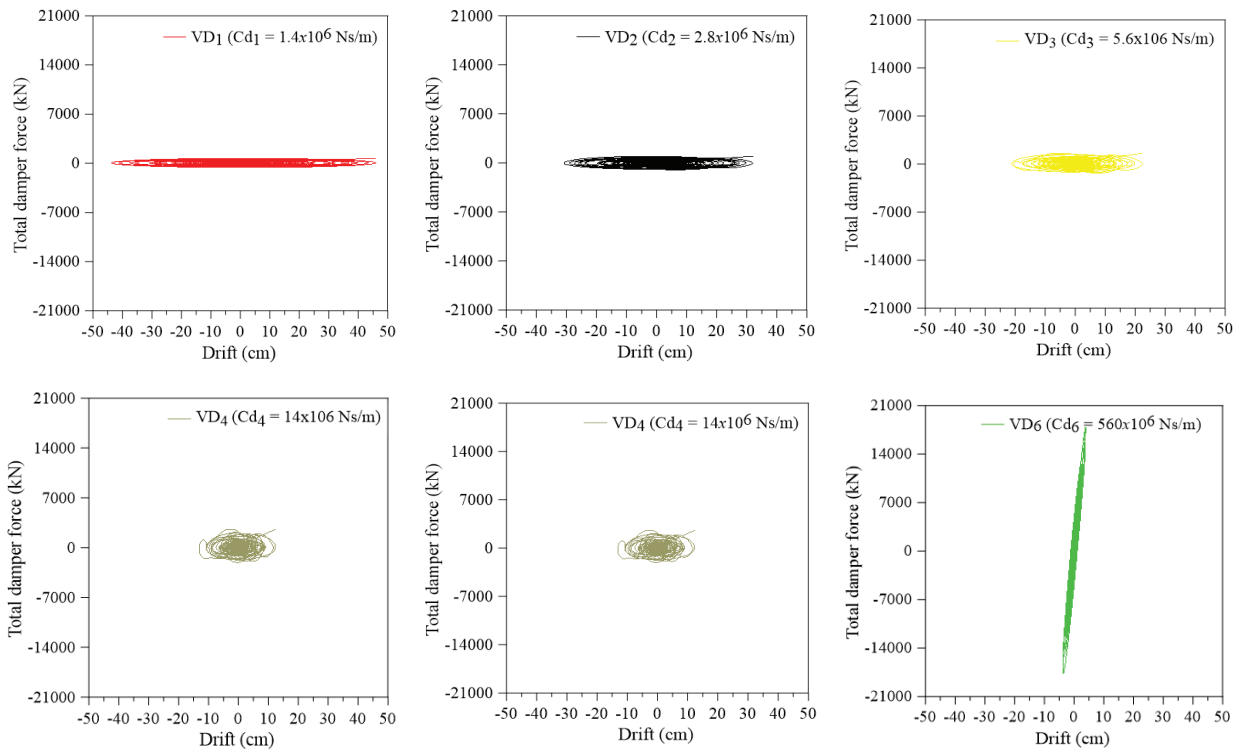 21000
VD1 (Cd1 = 1.4x10⁶ Ns/m)
14000
7000
0
-7000
-14000
-21000
Total damper force (kN)
-50 -40 -30 -20 -10 0 10 20 30 40 50
Drift (cm)
21000
VD2 (Cd2 = 2.8x10⁶ Ns/m)
14000
7000
0
-7000
-14000
-21000
Total damper force (kN)
-50 -40 -30 -20 -10 0 10 20 30 40 50
Drift (cm)
21000
VD3 (Cd3 = 5.6x106 Ns/m)
14000
7000
0
-7000
-14000
-21000
Total damper force (kN)
-50 -40 -30 -20 -10 0 10 20 30 40 50
Drift (cm)
21000
VD4 (Cd4 = 14x106 Ns/m)
14000
7000
0
-7000
-14000
-21000
Total damper force (kN)
-50 -40 -30 -20 -10 0 10 20 30 40 50
Drift (cm)
21000
VD4 (Cd4 = 14x10⁶ Ns/m)
14000
7000
0
-7000
-14000
-21000
Total damper force (kN)
-50 -40 -30 -20 -10 0 10 20 30 40 50
Drift (cm)
21000
VD6 (Cd6 = 560x10⁶ Ns/m)
14000
7000
0
-7000
-14000
-21000
Total damper force (kN)
-50 -40 -30 -20 -10 0 10 20 30 40 50
Drift (cm)